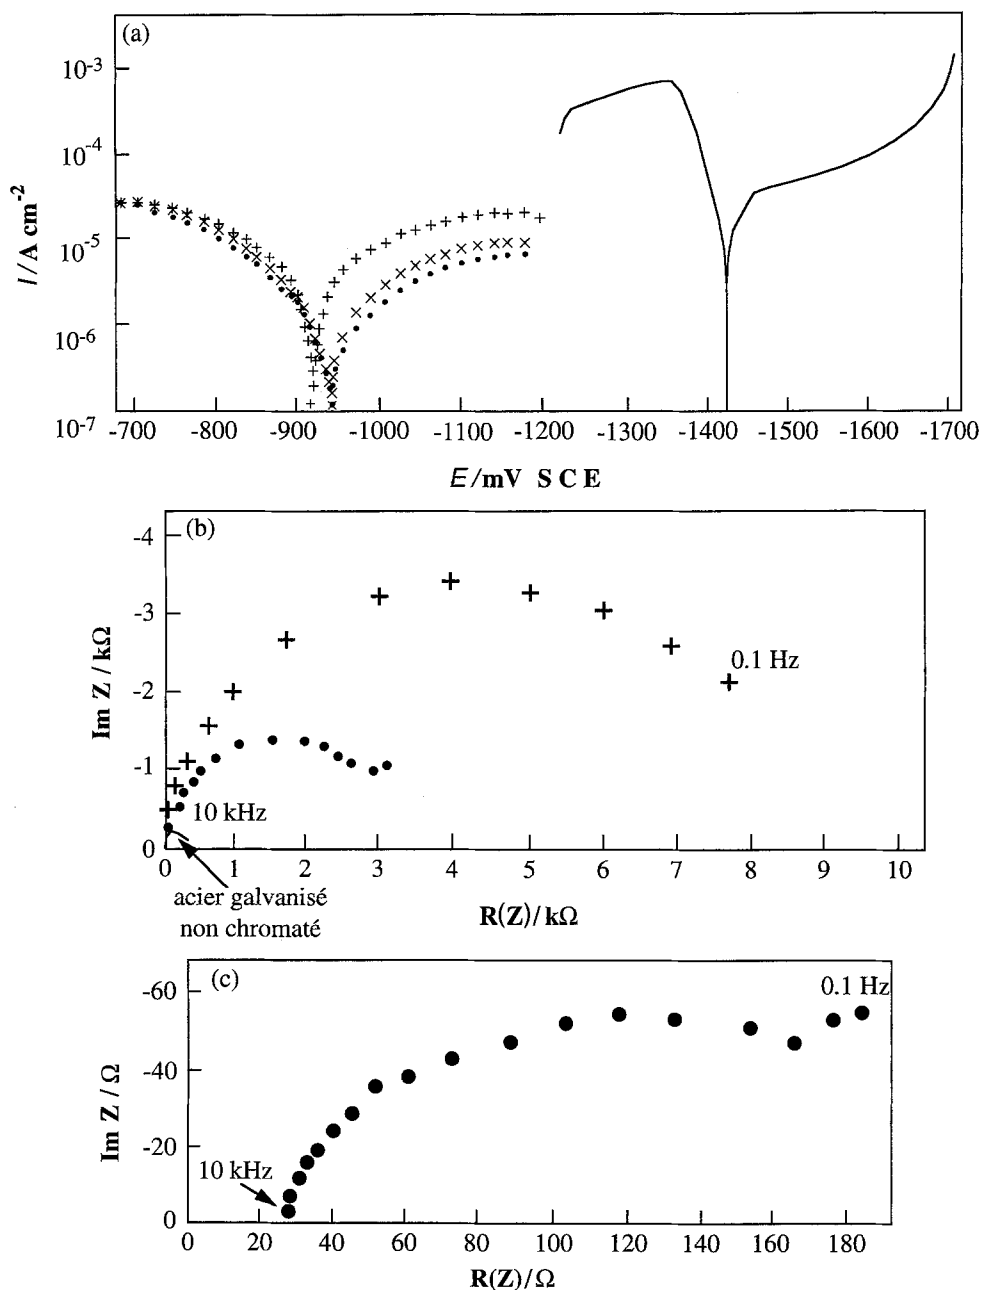 (a)
10-3
10-4
10-5
10-6
10-7
I/A cm-2
-700 -800 -900 -1000 -1100 -1200 -1300 -1400 -1500 -1600 -1700
E/mV SCE
(b)
-4
-3
-2
-1
0
Im Z / kΩ
0.1 Hz
10 kHz
0 1 2 3 4 5 6 7 8 9 10
acier galvanisé
non chromaté
R(Z)/kΩ
(c)
-60
-40
-20
0
Im Z / Ω
0.1 Hz
10 kHz
0 20 40 60 80 100 120 140 160 180
R(Z)/Ω